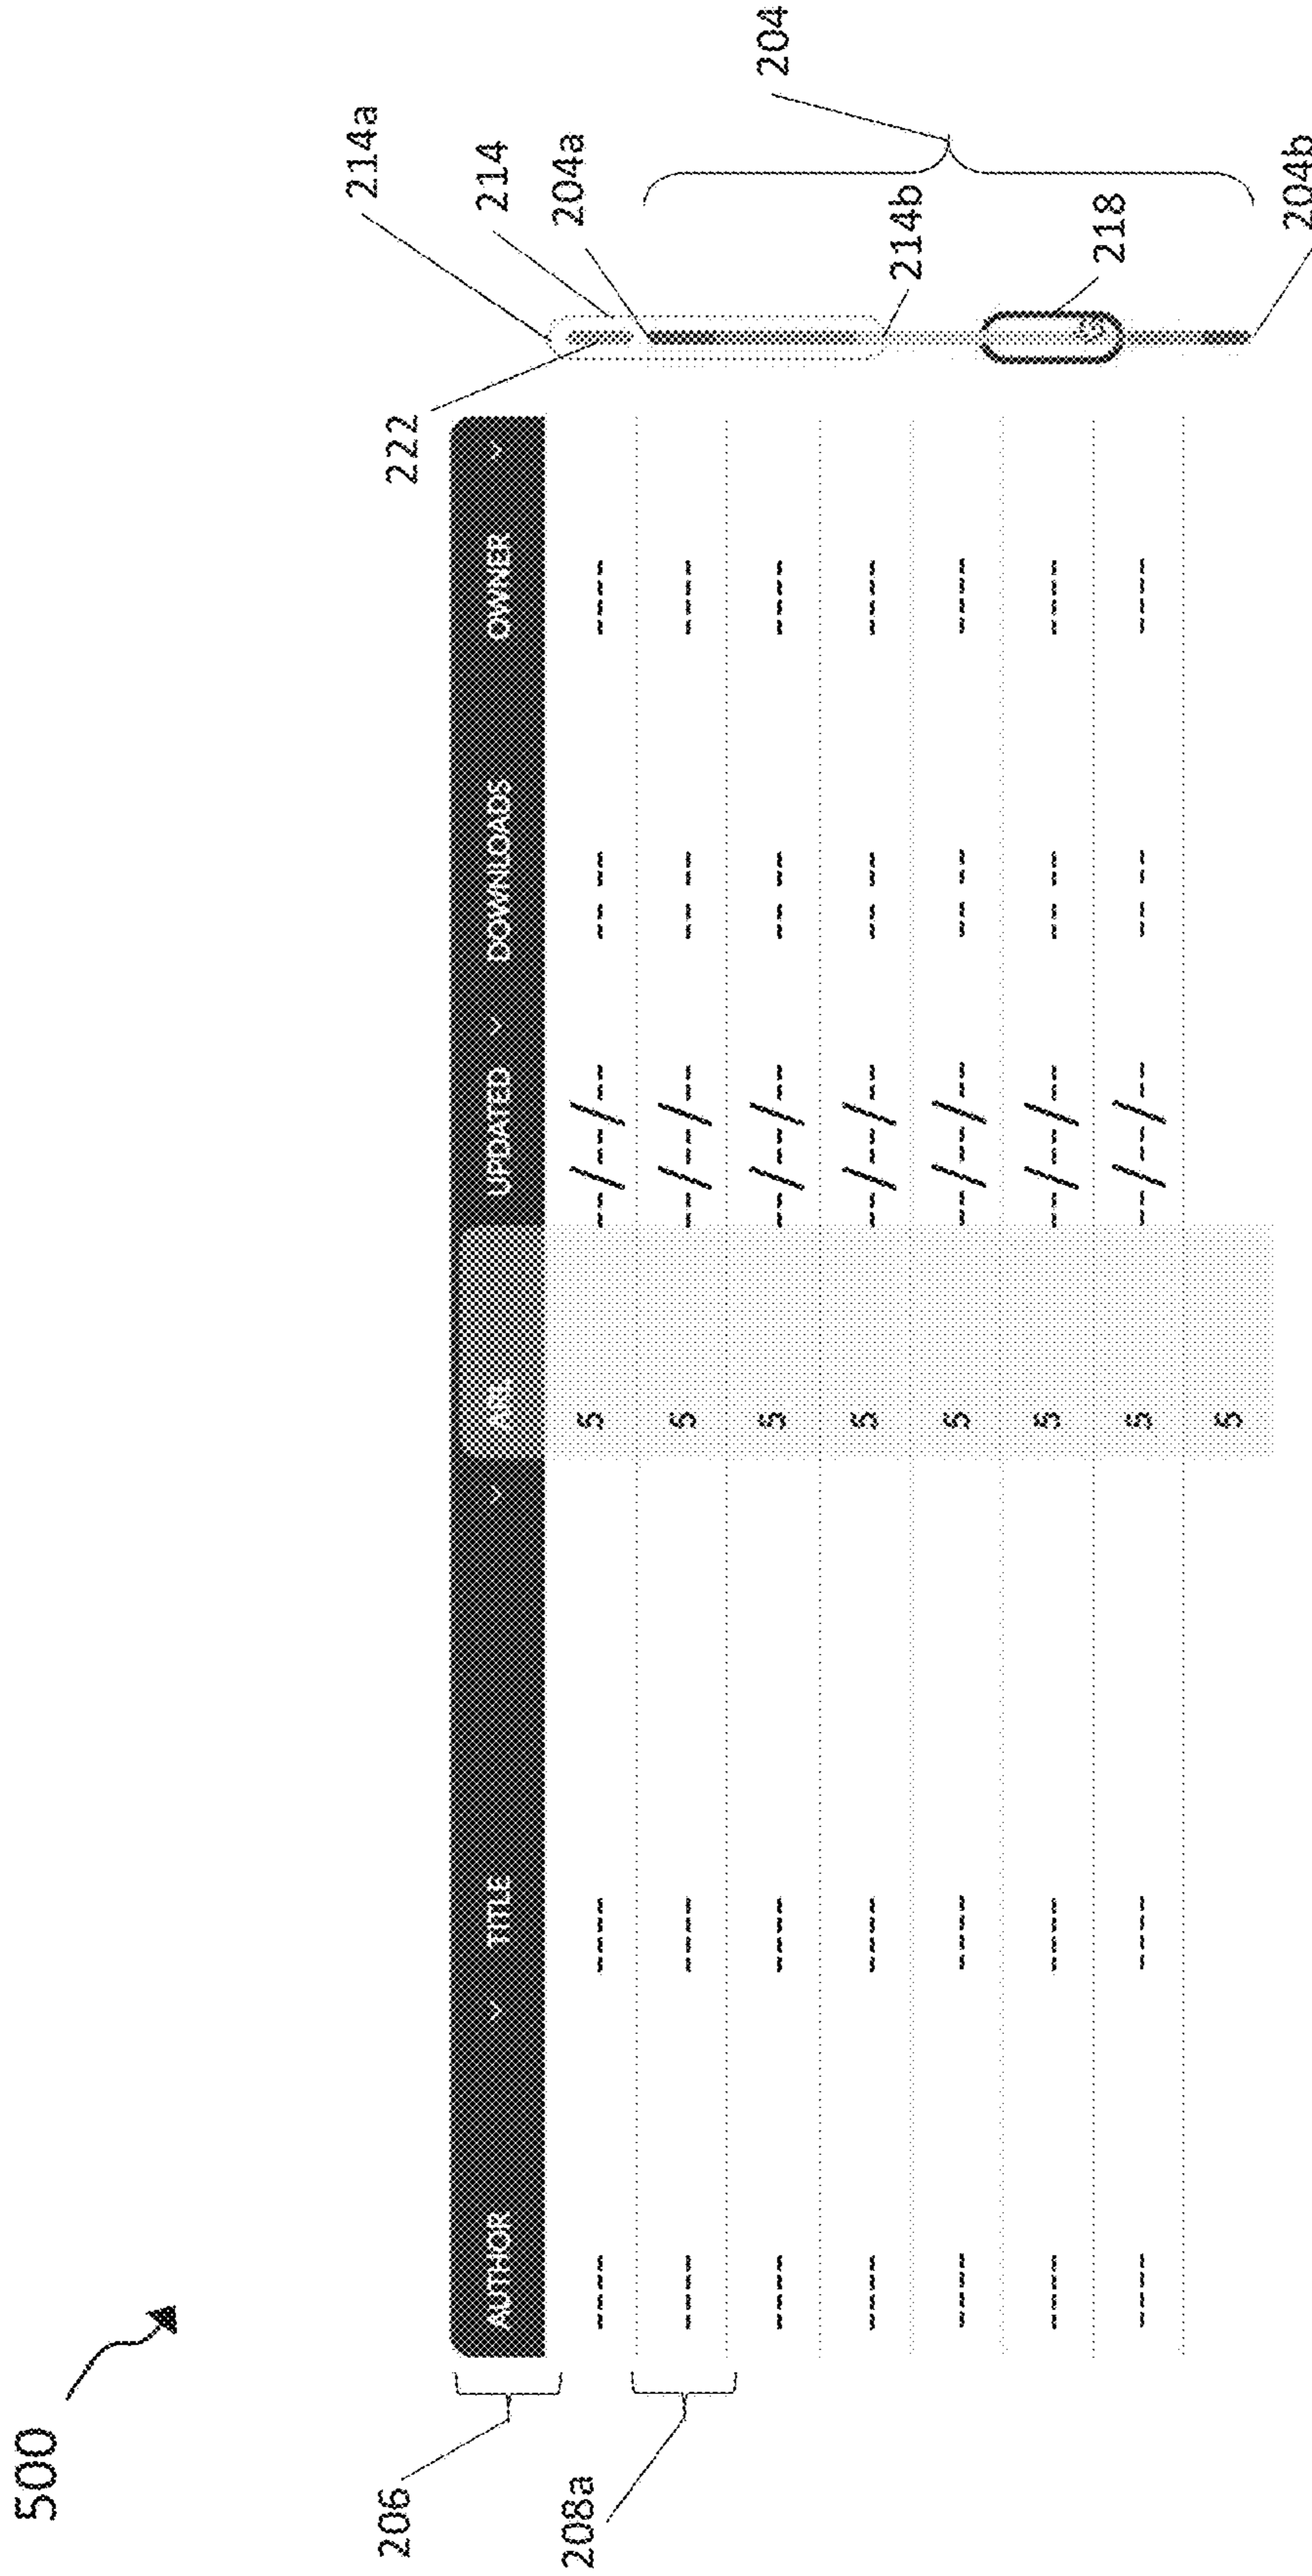 500
206
AUTHOR TITLE UPDATED DOWNLOADS OWNER
208a
--/--/-- 
---- ---- 5 --/--/-- -- -- ----
---- ---- 5 --/--/-- -- -- ----
---- ---- 5 --/--/-- -- -- ----
---- ---- 5 --/--/-- -- -- ----
---- ---- 5 --/--/-- -- -- ----
---- ---- 5 --/--/-- -- -- ----
---- ---- 5 --/--/-- -- -- ----
5
222
214a
214
204a
214b
204
218
204b